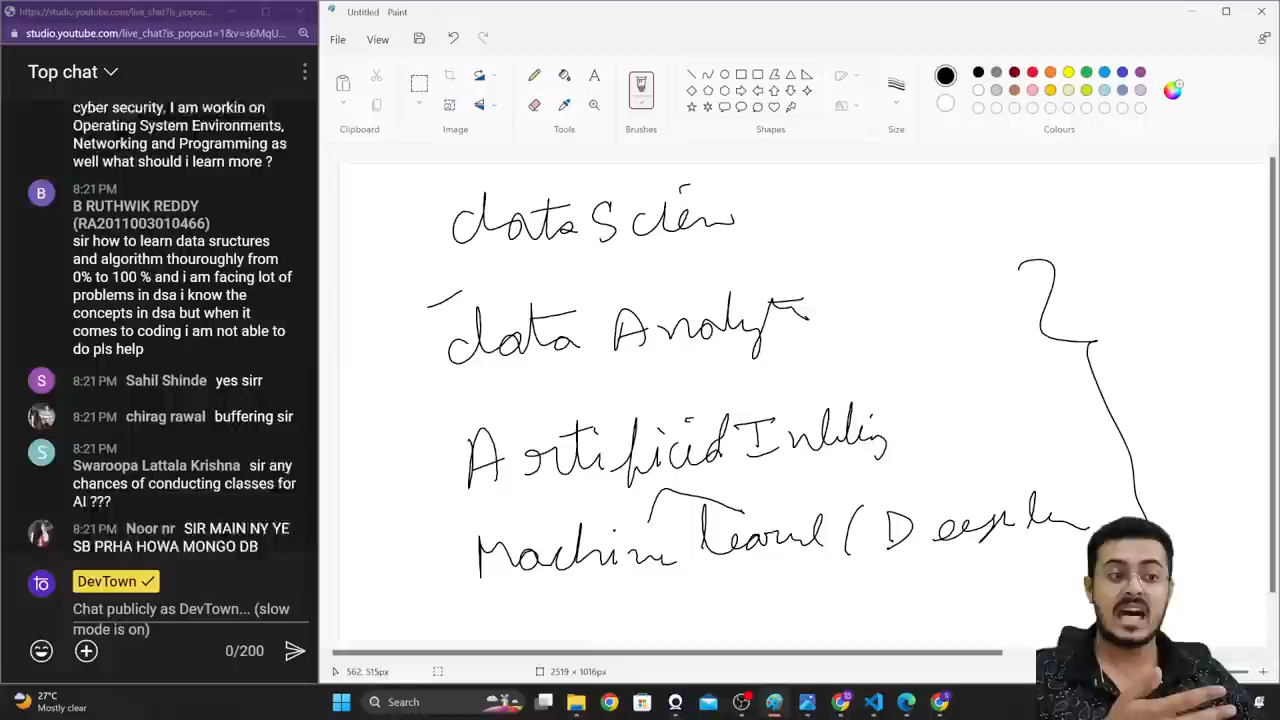 https://studio.youtube.com/live_chat?is_popou...
studio.youtube.com/live_chat?is_popout=1&v=s6MqU...
Top chat
cyber security, I am workin on
Operating System Environments,
Networking and Programming as
well what should i learn more ?
B
8:21 PM
B RUTHWIK REDDY
(RA2011003010466)
sir how to learn data sructures
and algorithm thouroughly from
0% to 100 % and i am facing lot of
problems in dsa i know the
concepts in dsa but when it
comes to coding i am not able to
do pls help
S 8:21 PM Sahil Shinde yes sirr
8:21 PM chirag rawal buffering sir
S 8:21 PM
Swaroopa Lattala Krishna sir any
chances of conducting classes for
AI ???
8:21 PM Noor nr SIR MAIN NY YE
SB PRHA HOWA MONGO DB
DevTown
Chat publicly as DevTown... (slow
mode is on)
0/200
Untitled Paint
File View
Clipboard Image Tools Brushes Shapes Size Colours
data Scien
data Analyt
Artificial Intellig
Machine Learn (Deep Le
562, 515px 2519 × 1016px
27°C
Mostly clear
Search